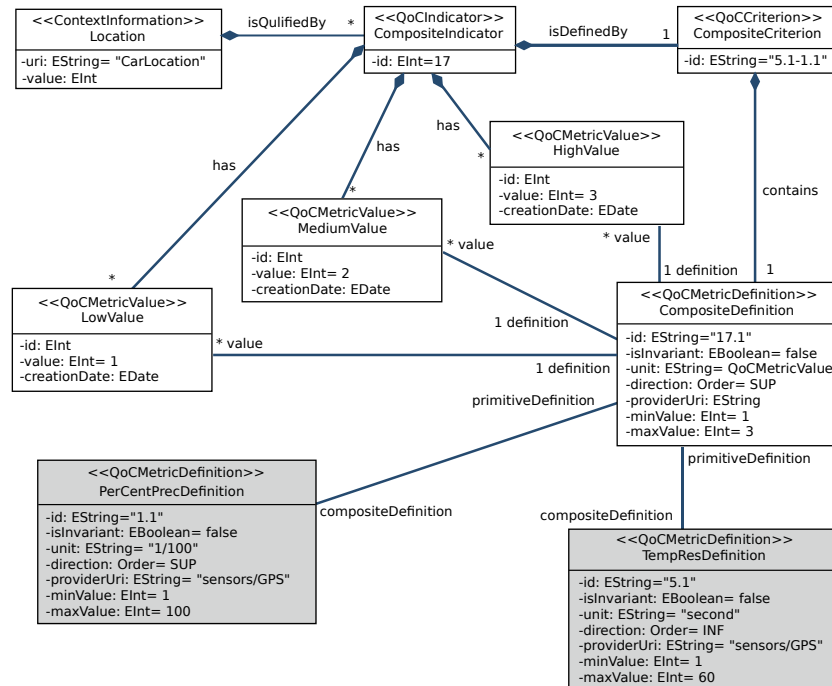 <<ContextInformation>>
Location
-uri: EString= "CarLocation"
-value: EInt
isQulifiedBy
*
<<QoCIndicator>>
CompositeIndicator
-id: EInt=17
isDefinedBy
1
<<QoCCriterion>>
CompositeCriterion
-id: EString="5.1-1.1"
has
has
has
contains
*
*
*
1
<<QoCMetricValue>>
HighValue
-id: EInt
-value: EInt= 3
-creationDate: EDate
* value
1 definition
<<QoCMetricValue>>
MediumValue
-id: EInt
-value: EInt= 2
-creationDate: EDate
* value
1 definition
<<QoCMetricValue>>
LowValue
-id: EInt
-value: EInt= 1
-creationDate: EDate
* value
1 definition
<<QoCMetricDefinition>>
CompositeDefinition
-id: EString="17.1"
-isInvariant: EBoolean= false
-unit: EString= QoCMetricValue
-direction: Order= SUP
-providerUri: EString
-minValue: EInt= 1
-maxValue: EInt= 3
primitiveDefinition
compositeDefinition
primitiveDefinition
compositeDefinition
<<QoCMetricDefinition>>
PerCentPrecDefinition
-id: EString="1.1"
-isInvariant: EBoolean= false
-unit: EString= "1/100"
-direction: Order= SUP
-providerUri: EString= "sensors/GPS"
-minValue: EInt= 1
-maxValue: EInt= 100
<<QoCMetricDefinition>>
TempResDefinition
-id: EString="5.1"
-isInvariant: EBoolean= false
-unit: EString= "second"
-direction: Order= INF
-providerUri: EString= "sensors/GPS"
-minValue: EInt= 1
-maxValue: EInt= 60